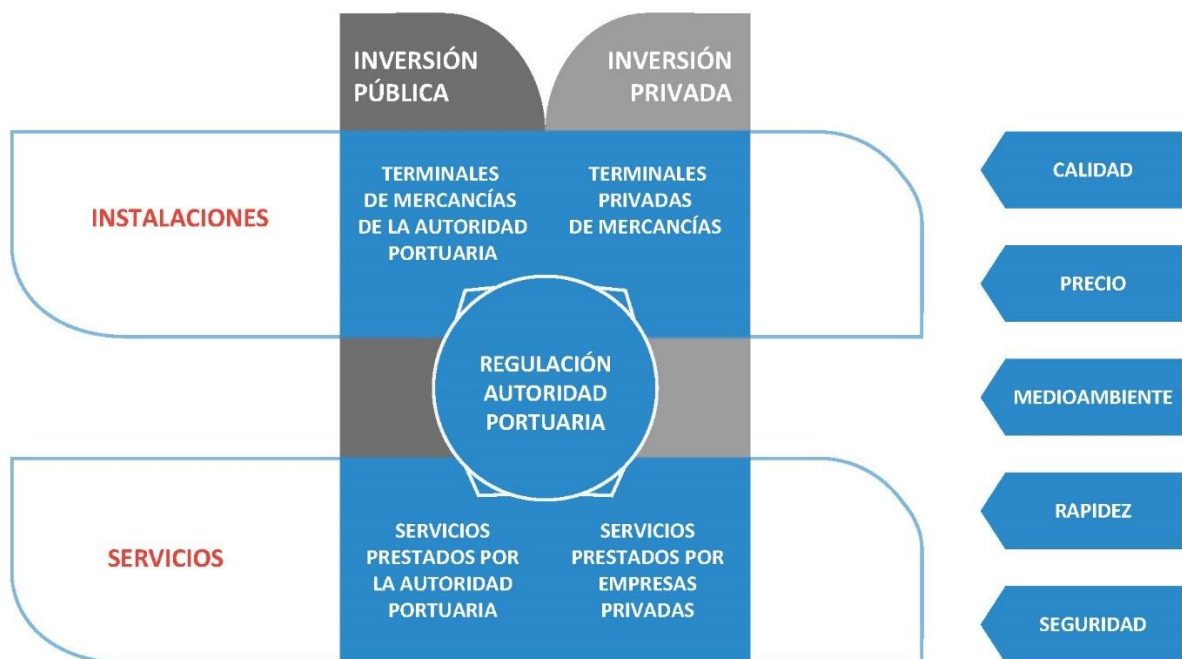 INVERSIÓN
PÚBLICA
INVERSIÓN
PRIVADA
INSTALACIONES
TERMINALES
DE MERCANCÍAS
DE LA AUTORIDAD
PORTUARIA
TERMINALES
PRIVADAS
DE MERCANCÍAS
REGULACIÓN
AUTORIDAD
PORTUARIA
SERVICIOS
SERVICIOS
PRESTADOS POR
LA AUTORIDAD
PORTUARIA
SERVICIOS
PRESTADOS POR
EMPRESAS
PRIVADAS
CALIDAD
PRECIO
MEDIOAMBIENTE
RAPIDEZ
SEGURIDAD